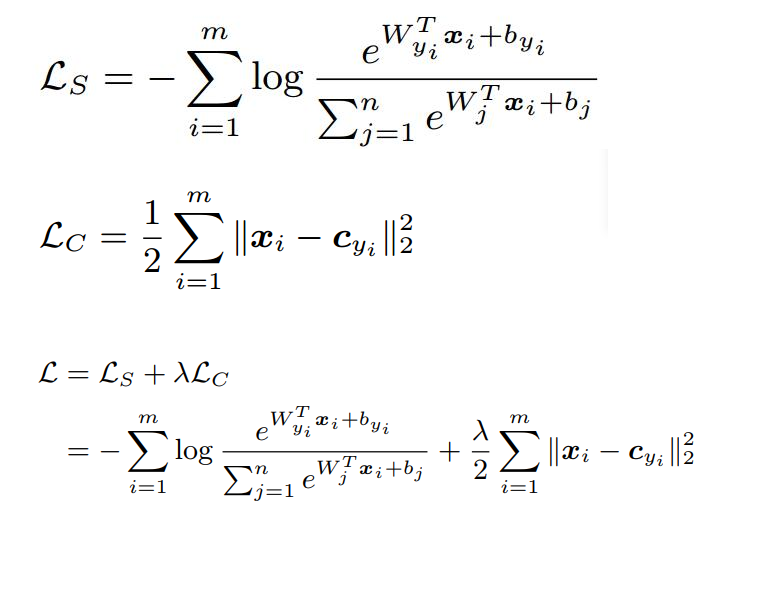 $\mathcal{L}_S = -\sum_{i=1}^{m} \log \frac{e^{W_{y_i}^T \boldsymbol{x}_i + b_{y_i}}}{\sum_{j=1}^{n} e^{W_j^T \boldsymbol{x}_i + b_j}}$
$\mathcal{L}_C = \frac{1}{2} \sum_{i=1}^{m} \|\boldsymbol{x}_i - \boldsymbol{c}_{y_i}\|_2^2$
$\mathcal{L} = \mathcal{L}_S + \lambda \mathcal{L}_C$
$= -\sum_{i=1}^{m} \log \frac{e^{W_{y_i}^T \boldsymbol{x}_i + b_{y_i}}}{\sum_{j=1}^{n} e^{W_j^T \boldsymbol{x}_i + b_j}} + \frac{\lambda}{2} \sum_{i=1}^{m} \|\boldsymbol{x}_i - \boldsymbol{c}_{y_i}\|_2^2$